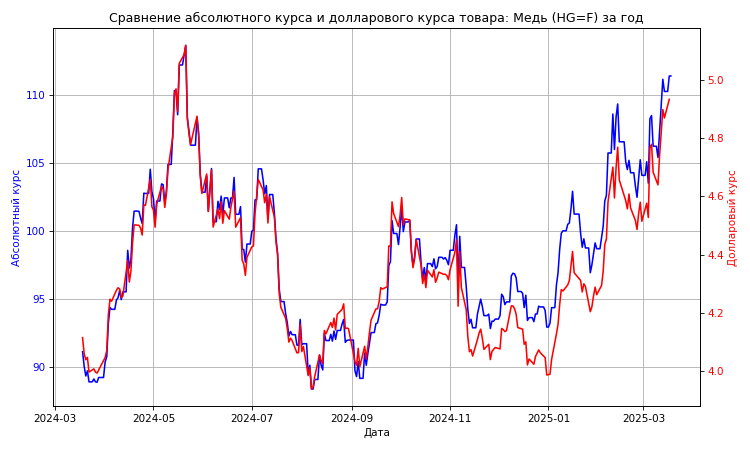 Сравнение абсолютного курса и долларового курса товара: Медь (HG=F) за год
Абсолютный курс
110
105
100
95
90
5.0
4.8
4.6
4.4
4.2
4.0
Долларовый курс
2024-03 2024-05 2024-07 2024-09 2024-11 2025-01 2025-03
Дата